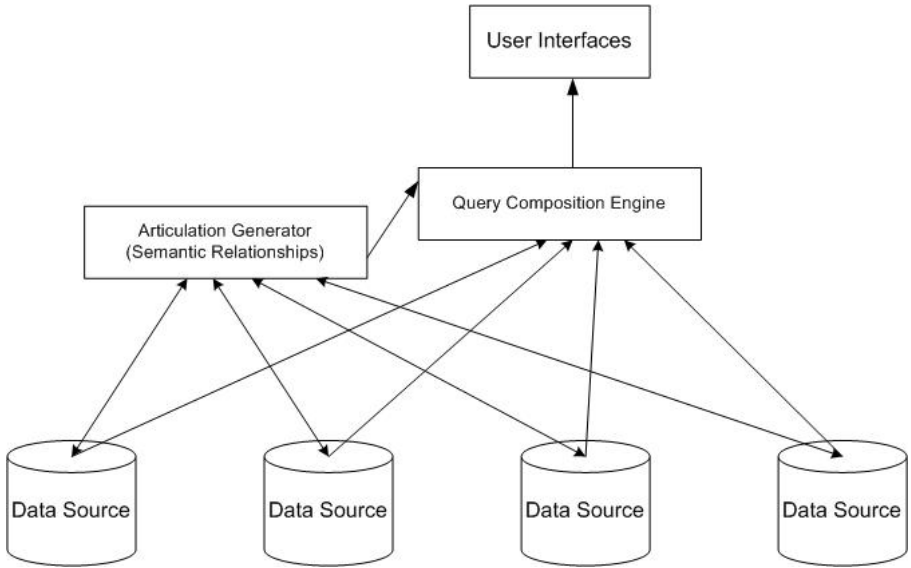 User Interfaces
Query Composition Engine
Articulation Generator
(Semantic Relationships)
Data Source
Data Source
Data Source
Data Source